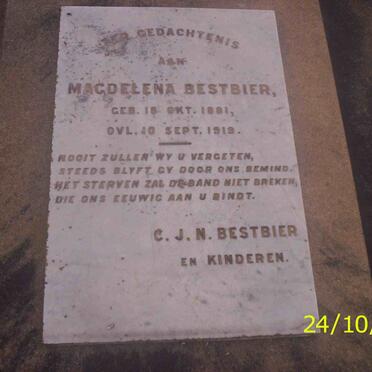 TER GEDACHTENIS
AAN
MAGDELENA BESTBIER,
GEB. 18 OKT. 1881,
OVL. 10 SEPT. 1919.
NOOIT ZULLEN WY U VERGETEN,
STEEDS BLYFT GY DOOR ONS BEMIND.
HET STERVEN ZAL DE BAND NIET BREKEN,
DIE ONS EEUWIG AAN U BINDT.
C. J. N. BESTBIER
EN KINDEREN.
24/10/